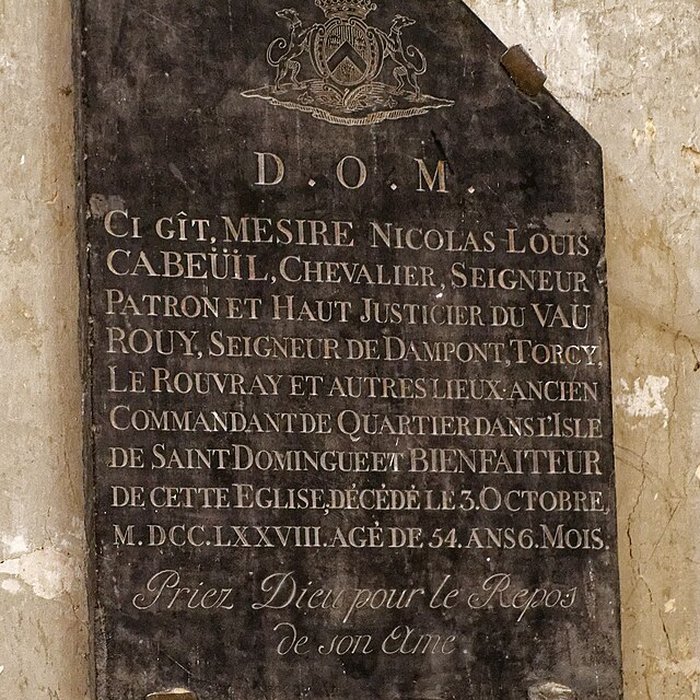 D . O . M .
CI GÎT, MESIRE NICOLAS LOUIS
CABEÜIL, CHEVALIER, SEIGNEUR
PATRON ET HAUT JUSTICIER DU VAU
ROUY, SEIGNEUR DE DAMPONT, TORCY,
LE ROUVRAY ET AUTRES LIEUX·ANCIEN
COMMANDANT DE QUARTIER DANS L'ISLE
DE SAINT DOMINGUE ET BIENFAITEUR
DE CETTE EGLISE, DÉCÉDÉ LE 3. OCTOBRE,
M. DCC. LXXVIII. AGÉ DE 54. ANS 6. MOIS.
Priez Dieu pour le Repos
de son Ame.